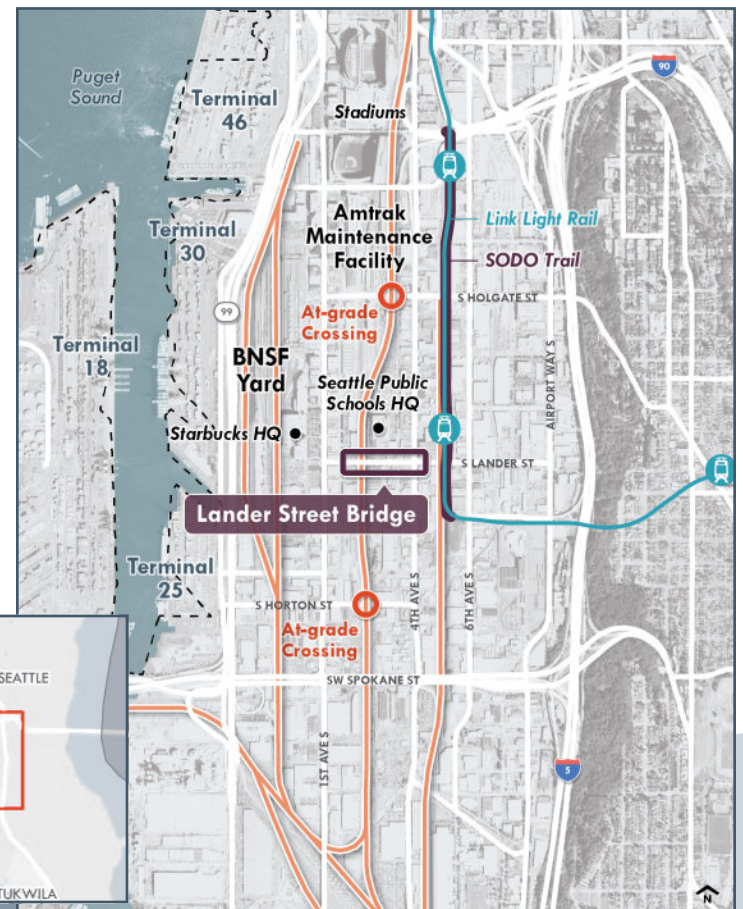 Puget
Sound
Terminal
46
Stadiums
90
Terminal
30
Amtrak
Maintenance
Facility
Link Light Rail
SODO Trail
At-grade
Crossing
S HOLGATE ST
99
Terminal
18
BNSF
Yard
Seattle Public
Schools HQ
AIRPORT WAY S
Starbucks HQ
S LANDER ST
Lander Street Bridge
Terminal
25
S HORTON ST
4TH AVE S
6TH AVE S
At-grade
Crossing
SEATTLE
SW SPOKANE ST
1ST AVE S
5
TUKWILA
N